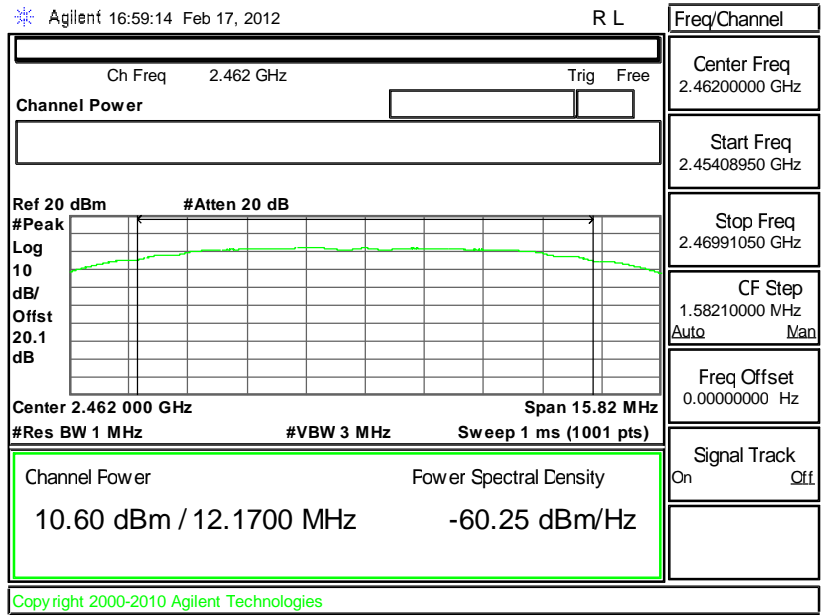 Agilent 16:59:14 Feb 17, 2012 R L
Freq/Channel
Ch Freq 2.462 GHz Trig Free
Channel Power
Center Freq
2.46200000 GHz
Start Freq
2.45408950 GHz
Stop Freq
2.46991050 GHz
CF Step
1.58210000 MHz
Auto Man
Freq Offset
0.00000000 Hz
Signal Track
On Off
Ref 20 dBm #Atten 20 dB
#Peak
Log
10
dB/
Offst
20.1
dB
Center 2.462 000 GHz Span 15.82 MHz
#Res BW 1 MHz #VBW 3 MHz Sweep 1 ms (1001 pts)
Channel Power Power Spectral Density
10.60 dBm / 12.1700 MHz -60.25 dBm/Hz
Copyright 2000-2010 Agilent Technologies